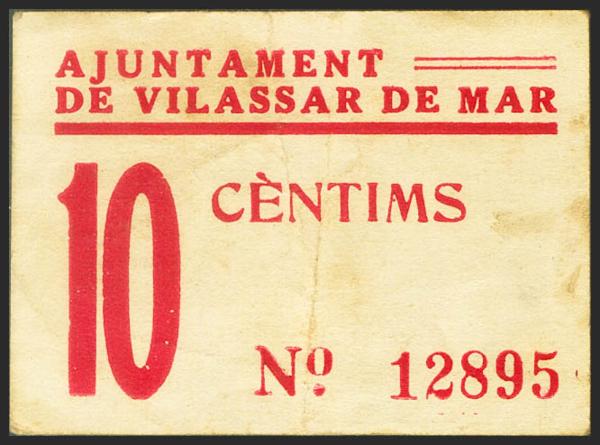 AJUNTAMENT
DE VILASSAR DE MAR
10
CÈNTIMS
Nº 12895